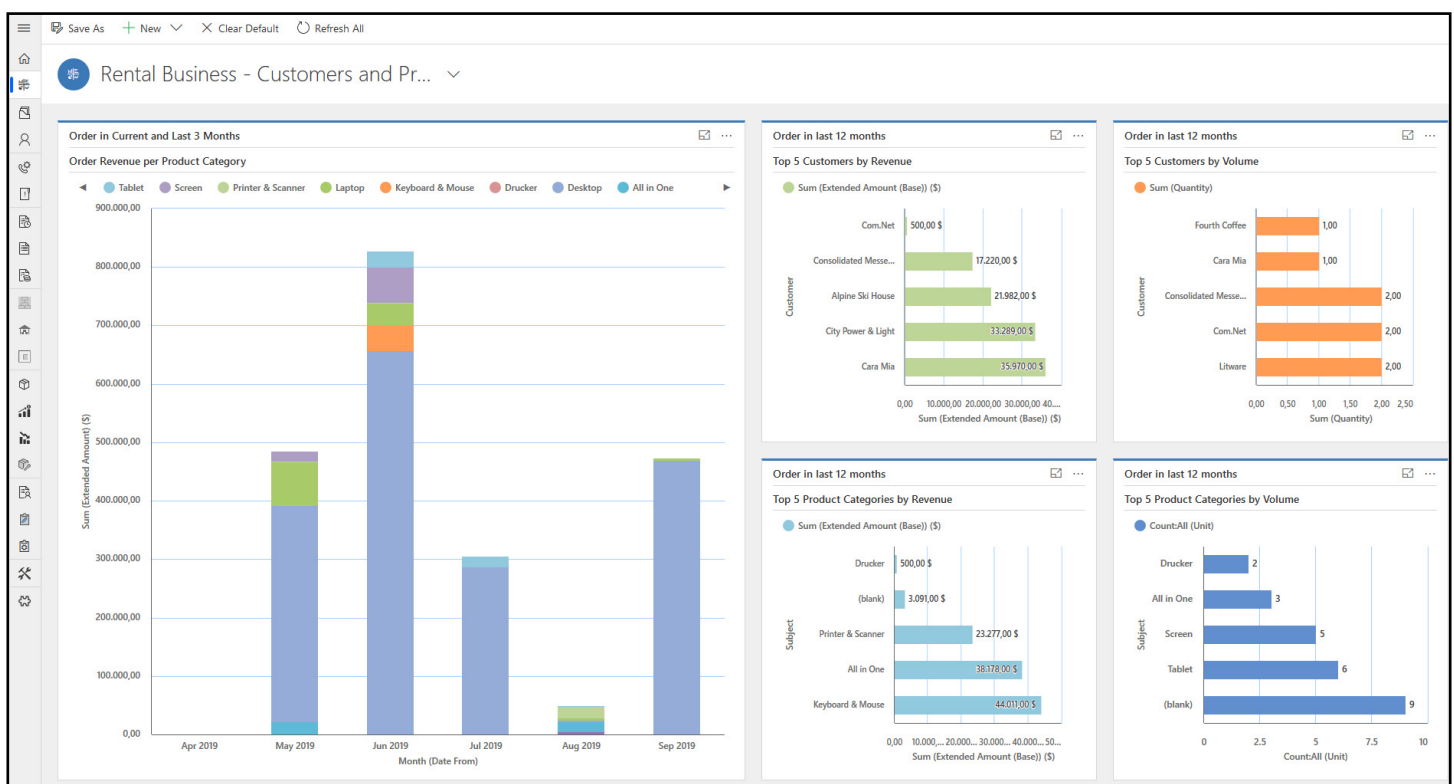 Save As New Clear Default Refresh All
Rental Business - Customers and Pr...
Order in Current and Last 3 Months
Order Revenue per Product Category
Tablet Screen Printer & Scanner Laptop Keyboard & Mouse Drucker Desktop All in One
900.000,00
800.000,00
700.000,00
600.000,00
500.000,00
400.000,00
300.000,00
200.000,00
100.000,00
0,00
Sum (Extended Amount) ($)
Apr 2019 May 2019 Jun 2019 Jul 2019 Aug 2019 Sep 2019
Month (Date From)
Order in last 12 months
Top 5 Customers by Revenue
Sum (Extended Amount (Base)) ($)
Customer
Com.Net 500,00 $
Consolidated Messe... 17.220,00 $
Alpine Ski House 21.982,00 $
City Power & Light 33.289,00 $
Cara Mia 35.970,00 $
0,00 10.000,00 20.000,00 30.000,00 40....
Sum (Extended Amount (Base)) ($)
Order in last 12 months
Top 5 Customers by Volume
Sum (Quantity)
Customer
Fourth Coffee 1,00
Cara Mia 1,00
Consolidated Messe... 2,00
Com.Net 2,00
Litware 2,00
0,00 0,50 1,00 1,50 2,00 2,50
Sum (Quantity)
Order in last 12 months
Top 5 Product Categories by Revenue
Sum (Extended Amount (Base)) ($)
Subject
Drucker 500,00 $
(blank) 3.091,00 $
Printer & Scanner 23.277,00 $
All in One 38.178,00 $
Keyboard & Mouse 44.011,00 $
0,00 10.000,... 20.000... 30.000... 40.000... 50...
Sum (Extended Amount (Base)) ($)
Order in last 12 months
Top 5 Product Categories by Volume
Count:All (Unit)
Subject
Drucker 2
All in One 3
Screen 5
Tablet 6
(blank) 9
0 2.5 5 7.5 10
Count:All (Unit)